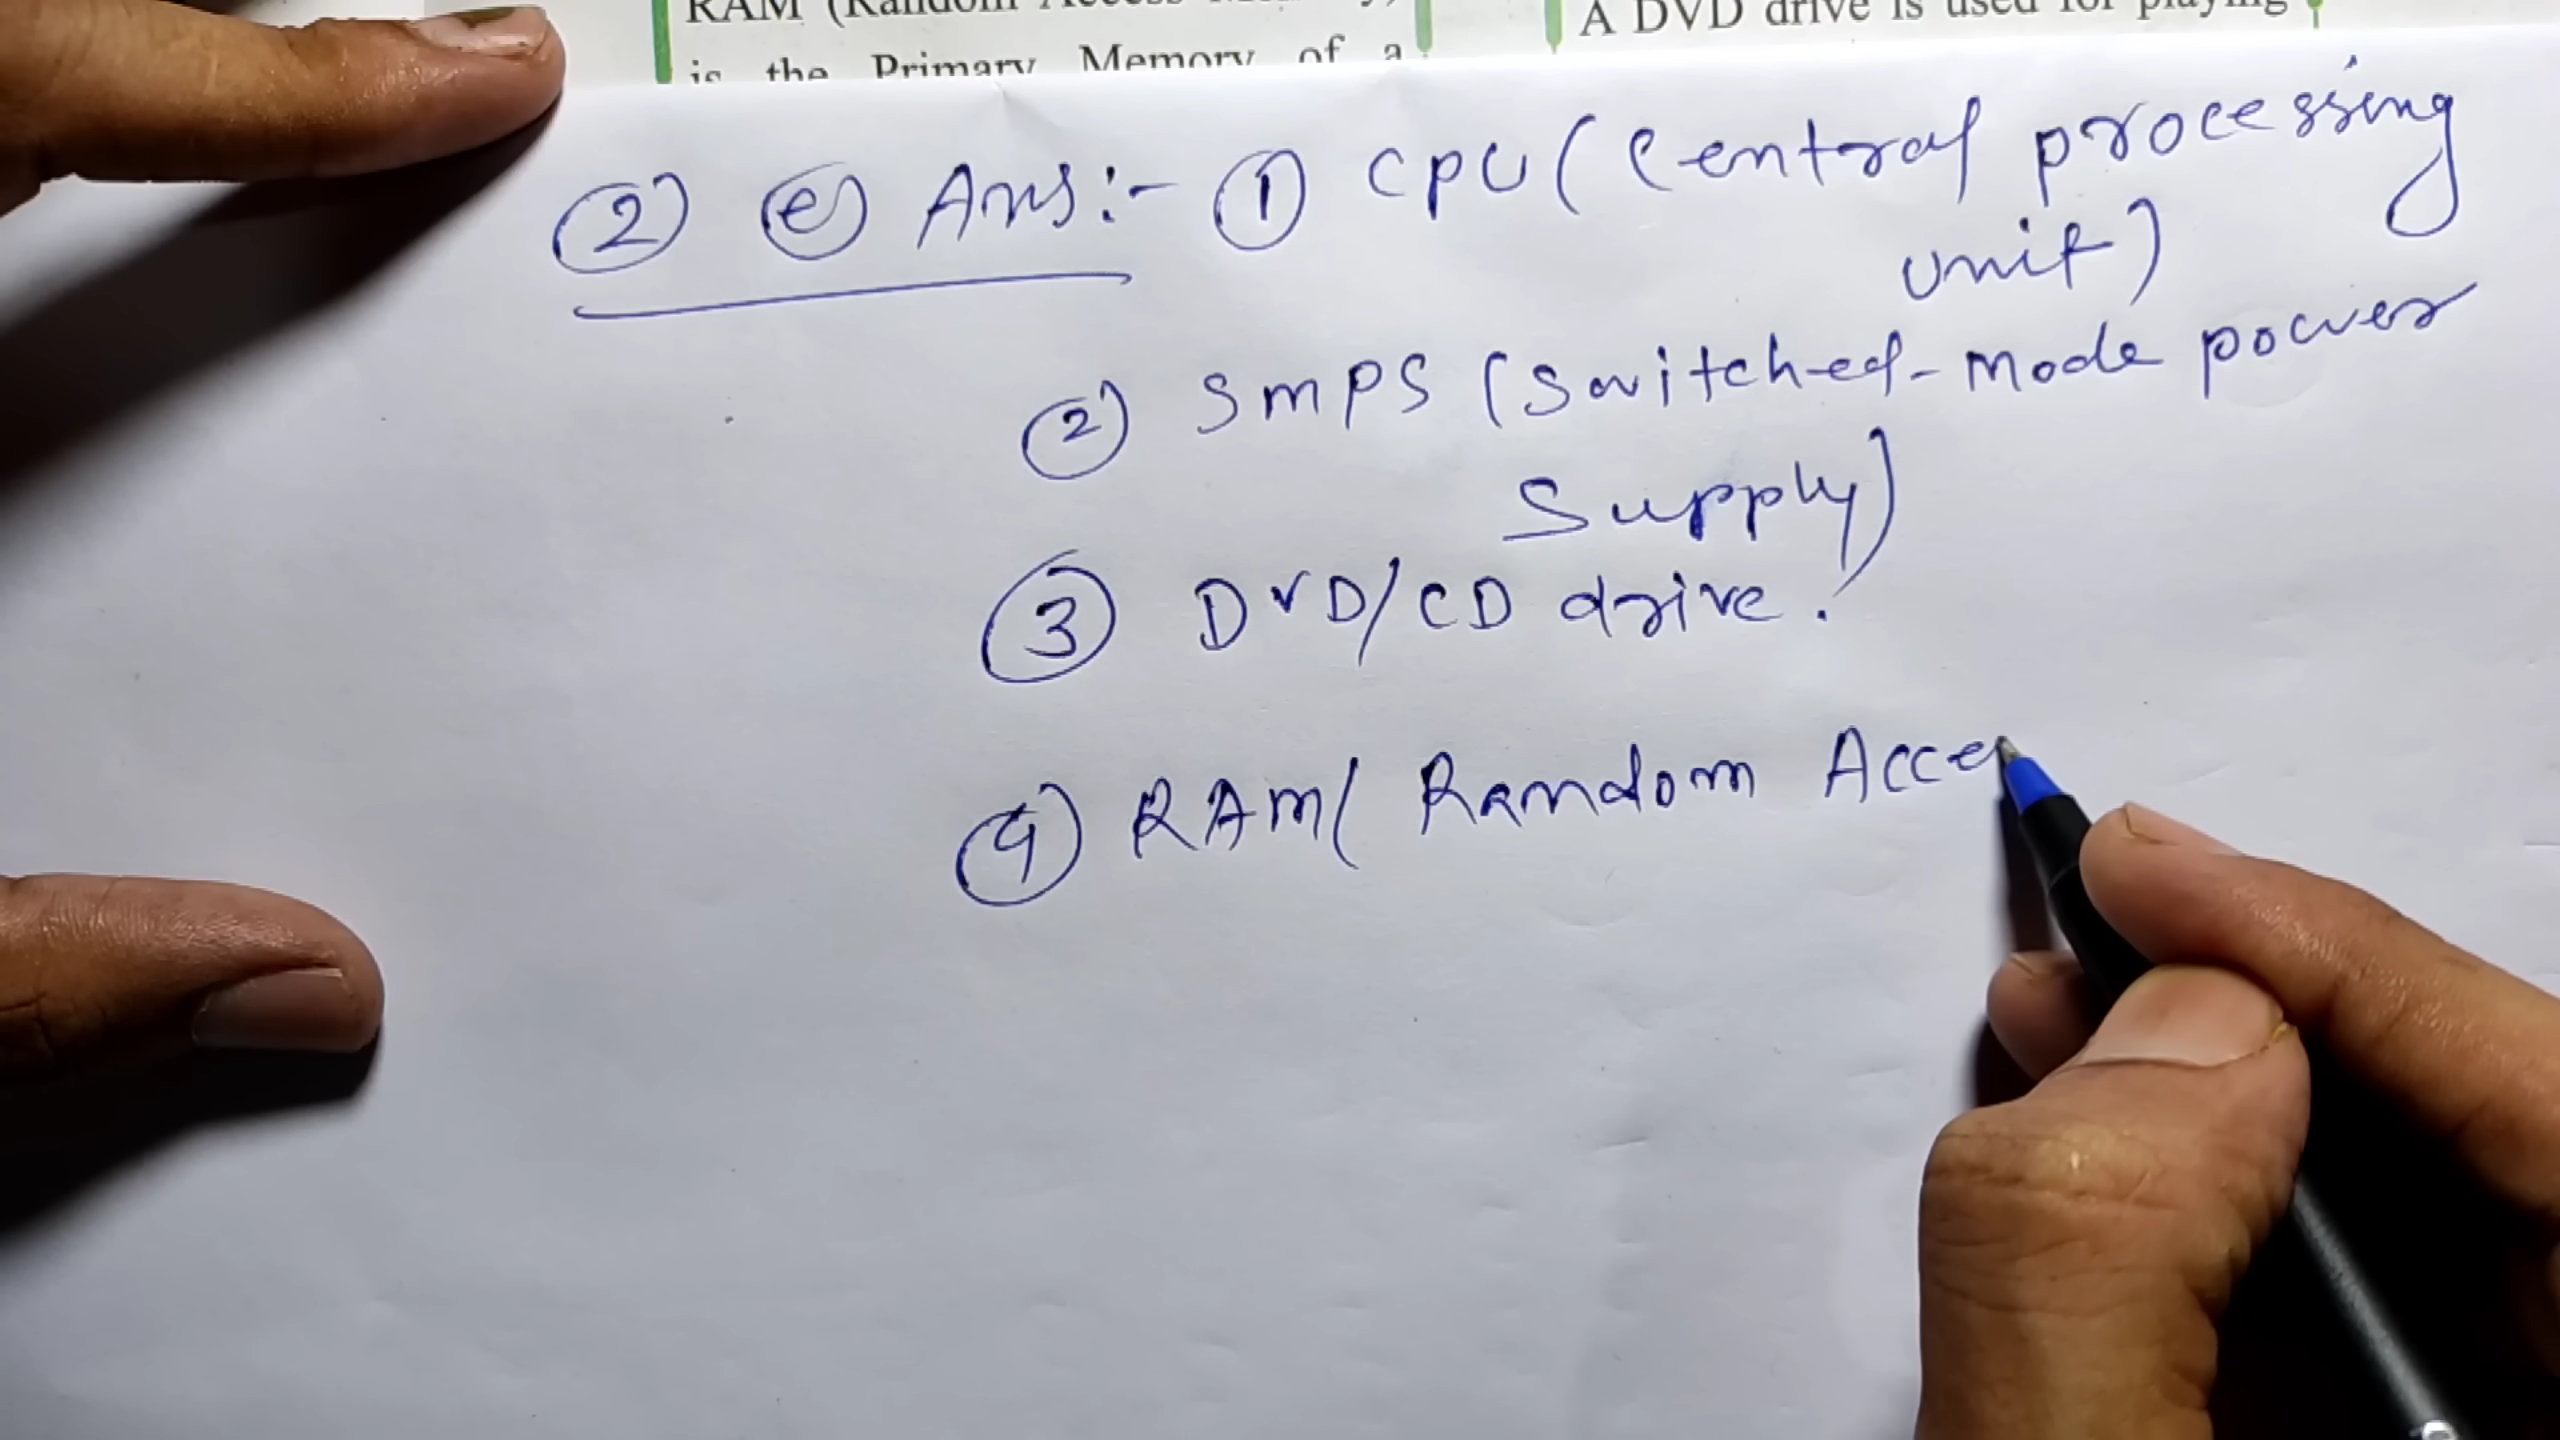 RAM (Random Access Memory)
is the Primary Memory of a
A DVD drive is used for playing
② ⓔ Ans:- ① CPU (Central processing
unit)
② SMPS (Switched-Mode power
Supply)
③ DVD/CD drive.
④ RAM( Random Acce